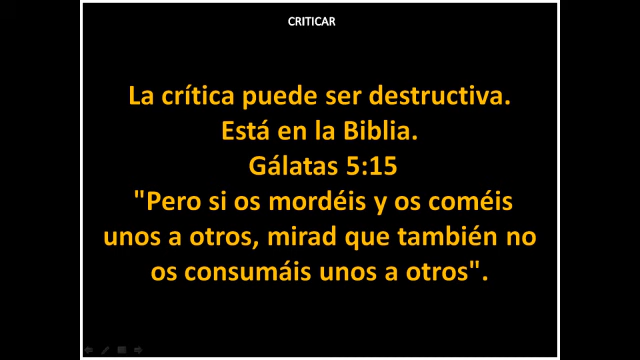 CRITICAR
La crítica puede ser destructiva.
Está en la Biblia.
Gálatas 5:15
"Pero si os mordéis y os coméis
unos a otros, mirad que también no
os consumáis unos a otros".